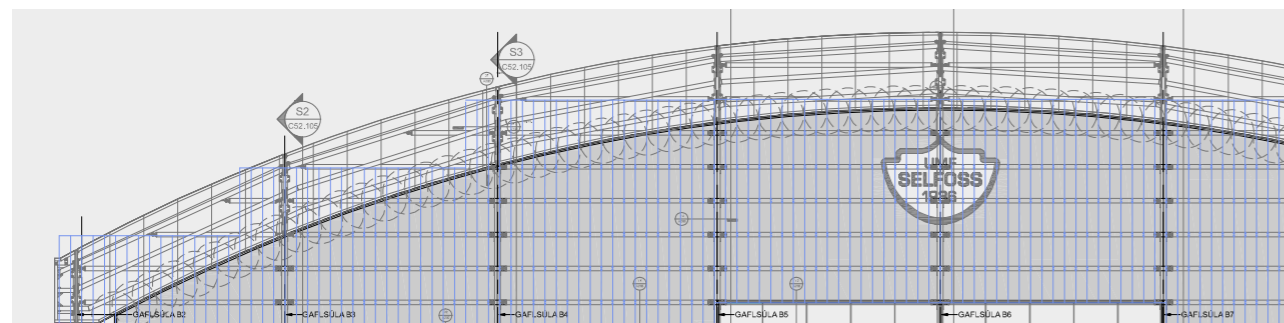 S3
C52.105
S2
C52.105
UMF
SELFOSS
1936
GAFLSÚLA B2
GAFLSÚLA B3
GAFLSÚLA B4
GAFLSÚLA B5
GAFLSÚLA B6
GAFLSÚLA B7